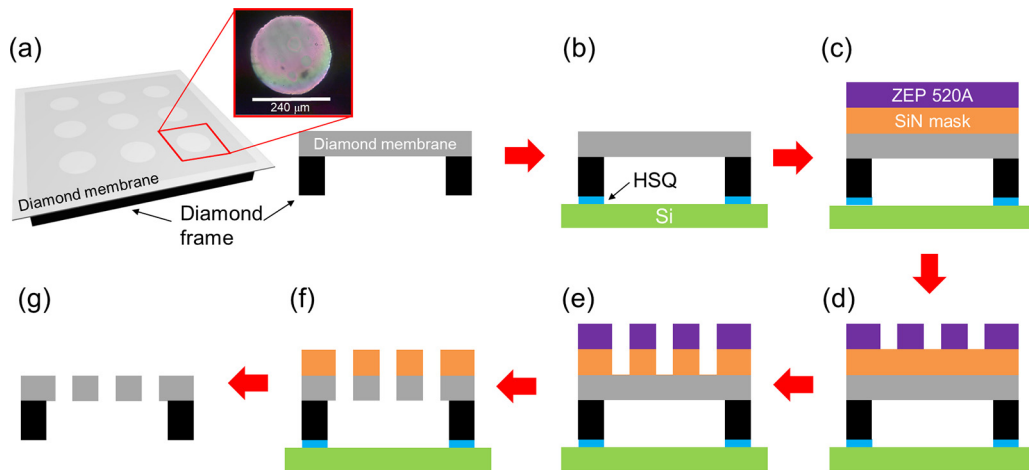 (a)
240 μm
Diamond membrane
Diamond membrane
Diamond
frame
(b)
HSQ
Si
(c)
ZEP 520A
SiN mask
(g)
(f)
(e)
(d)